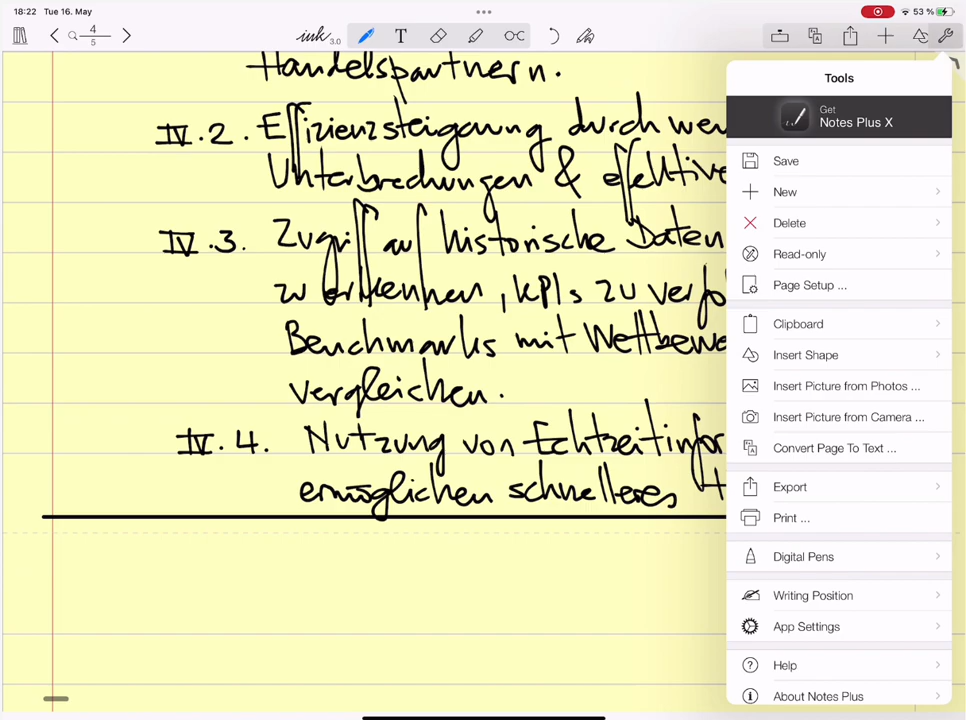 18:22 Tue 16. May
53 %
4
5
ink 3.0
T
Handelspartnern.
IV.2. Effizienzsteigerung durch wen
Unterbrechungen & effektive
IV.3. Zugriff auf historische Daten
zu erkennen, KPIs zu verfo
Benchmarks mit Wettbewe
vergleichen.
IV.4. Nutzung von Echtzeitinfor
ermöglichen schnelleres
Tools
Get
Notes Plus X
Save
New
Delete
Read-only
Page Setup ...
Clipboard
Insert Shape
Insert Picture from Photos ...
Insert Picture from Camera ...
Convert Page To Text ...
Export
Print ...
Digital Pens
Writing Position
App Settings
Help
About Notes Plus